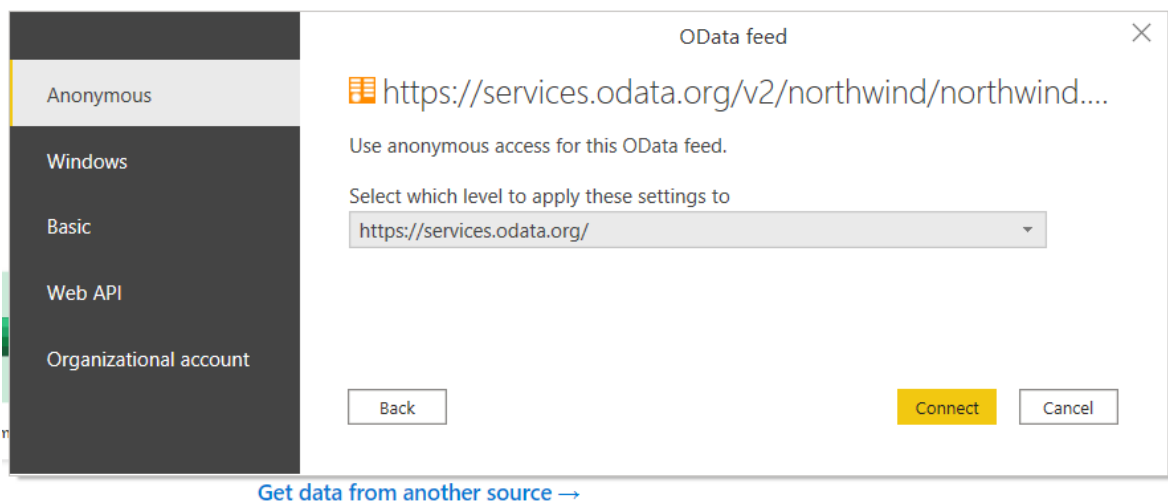 OData feed
https://services.odata.org/v2/northwind/northwind....
Anonymous
Windows
Basic
Web API
Organizational account
Use anonymous access for this OData feed.
Select which level to apply these settings to
https://services.odata.org/
Back
Connect
Cancel
Get data from another source →